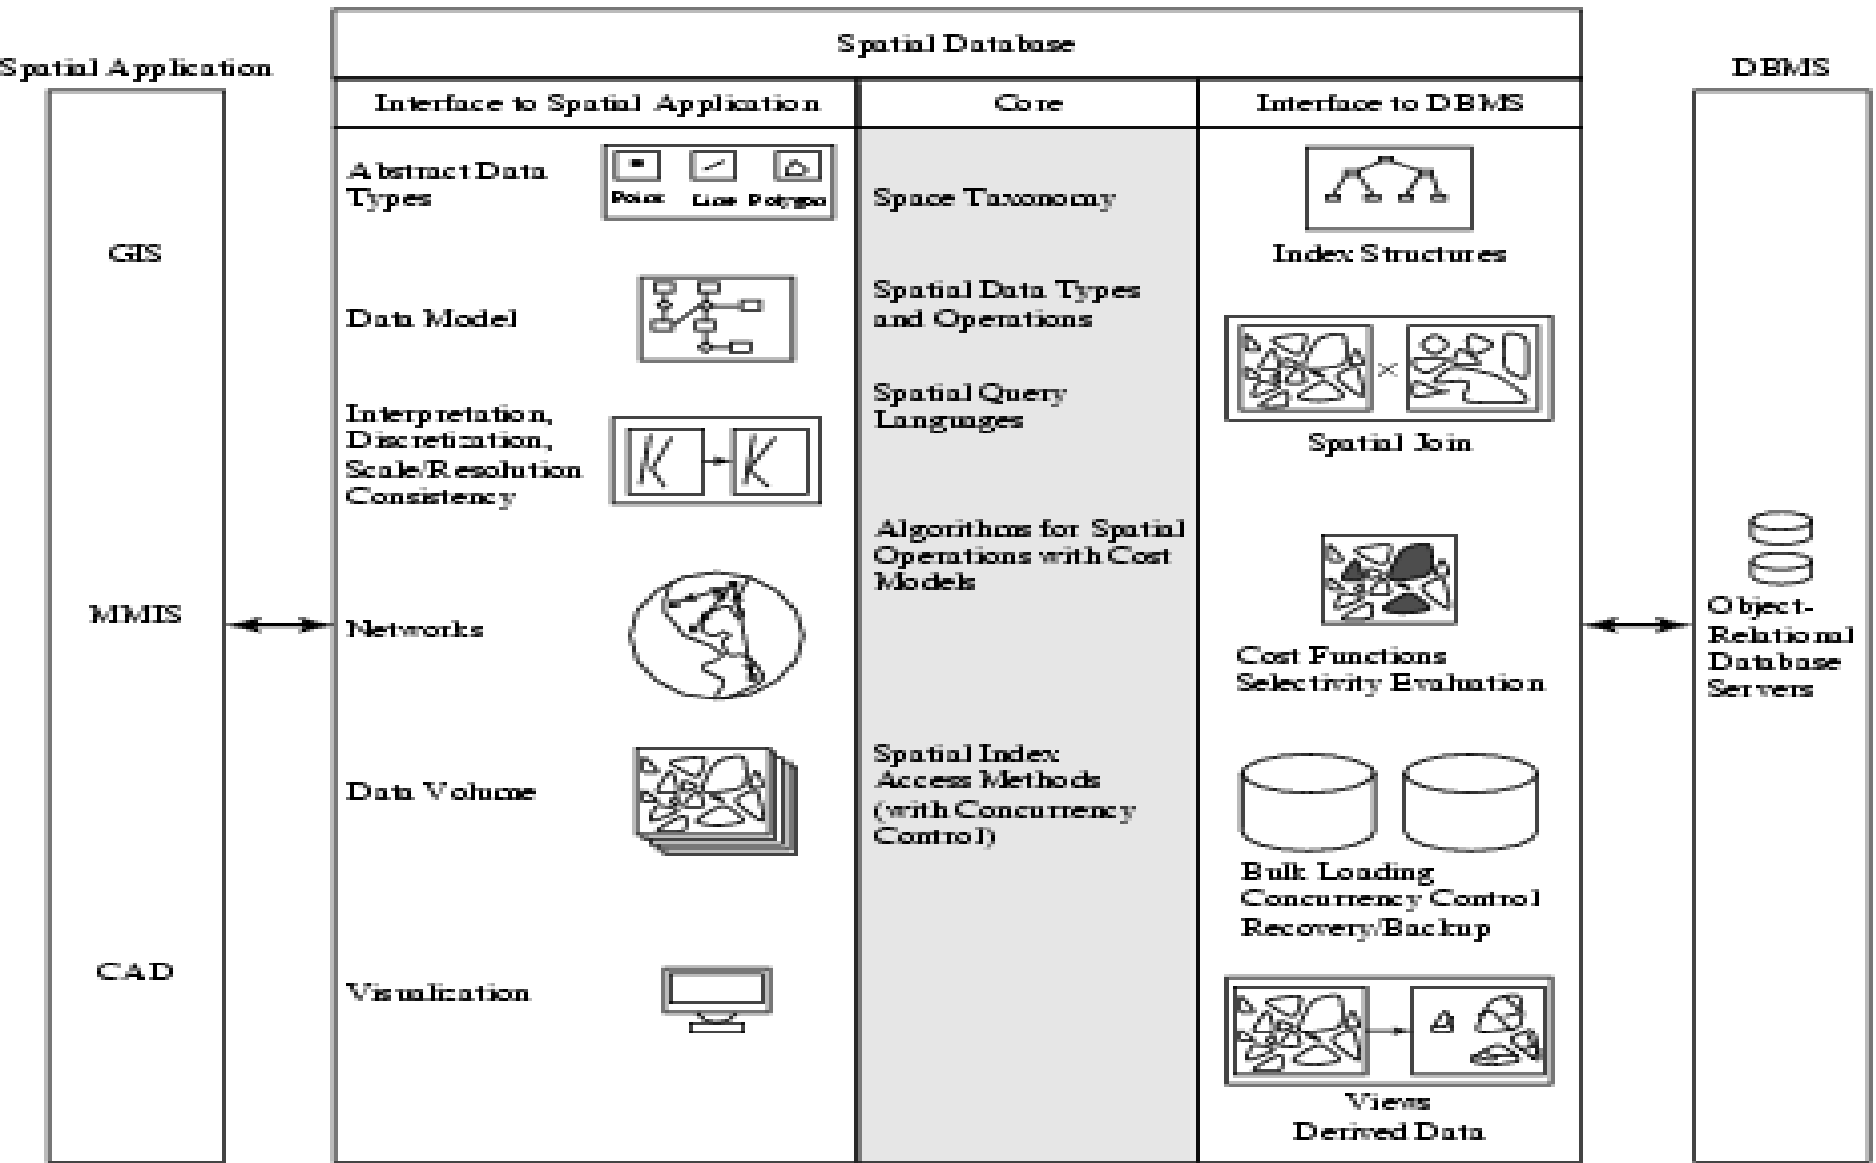 Spatial Database
Spatial Application
DBMS
Interface to Spatial Application
Core
Interface to DBMS
GIS
MMIS
CAD
Abstract Data
Types
Point Line Polygon
Data Model
Interpretation,
Discretization,
Scale/Resolution
Consistency
K K
Networks
Data Volume
Visualization
Space Taxonomy
Spatial Data Types
and Operations
Spatial Query
Languages
Algorithms for Spatial
Operations with Cost
Models
Spatial Index
Access Methods
(with Concurrency
Control)
Index Structures
×
Spatial Join
Cost Functions
Selectivity Evaluation
Bulk Loading
Concurrency Control
Recovery/Backup
Views
Derived Data
Object-
Relational
Database
Servers